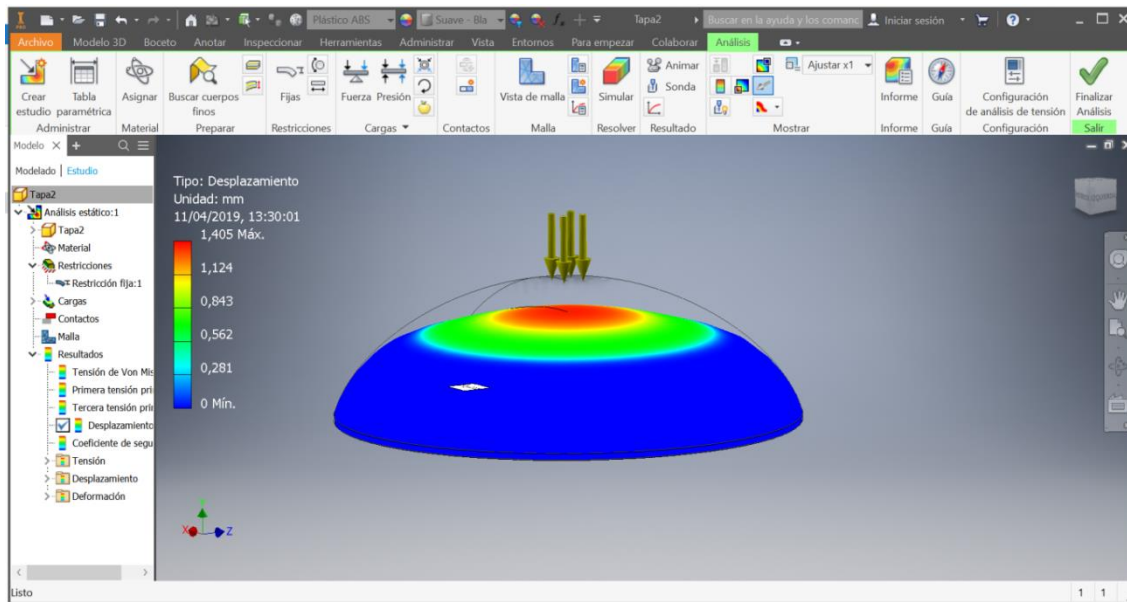 Plástico ABS
Suave - Bla
Tapa2
Buscar en la ayuda y los comanc
Iniciar sesión
PRO
Archivo Modelo 3D Boceto Anotar Inspeccionar Herramientas Administrar Vista Entornos Para empezar Colaborar Análisis
Crear estudio
Tabla paramétrica
Asignar
Buscar cuerpos finos
Fijas
Fuerza
Presión
Vista de malla
Simular
Animar
Sonda
Ajustar x1
Informe
Guía
Configuración de análisis de tensión
Finalizar Análisis
Administrar Material Preparar Restricciones Cargas Contactos Malla Resolver Resultado Mostrar Informe Guía Configuración Salir
Modelo
Modelado | Estudio
Tapa2
Análisis estático:1
Tapa2
Material
Restricciones
Restricción fija:1
Cargas
Contactos
Malla
Resultados
Tensión de Von Mis
Primera tensión prin
Tercera tensión prin
Desplazamiento
Coeficiente de segu
Tensión
Desplazamiento
Deformación
Tipo: Desplazamiento
Unidad: mm
11/04/2019, 13:30:01
1,405 Máx.
1,124
0,843
0,562
0,281
0 Mín.
X
Z
Listo
1 1